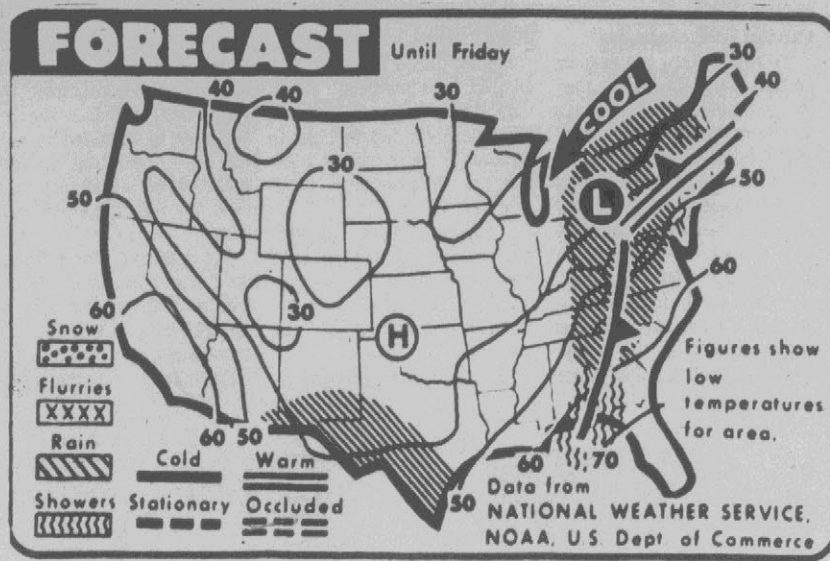 FORECAST Until Friday
40 40 30 30 40
COOL
50 30 L 50
60 30 H 60
Snow
Flurries
XXXX
Rain
Showers
Cold Warm
Stationary Occluded
60 50 50 60 70
Figures show
low
temperatures
for area.
Data from
NATIONAL WEATHER SERVICE,
NOAA, U.S. Dept. of Commerce